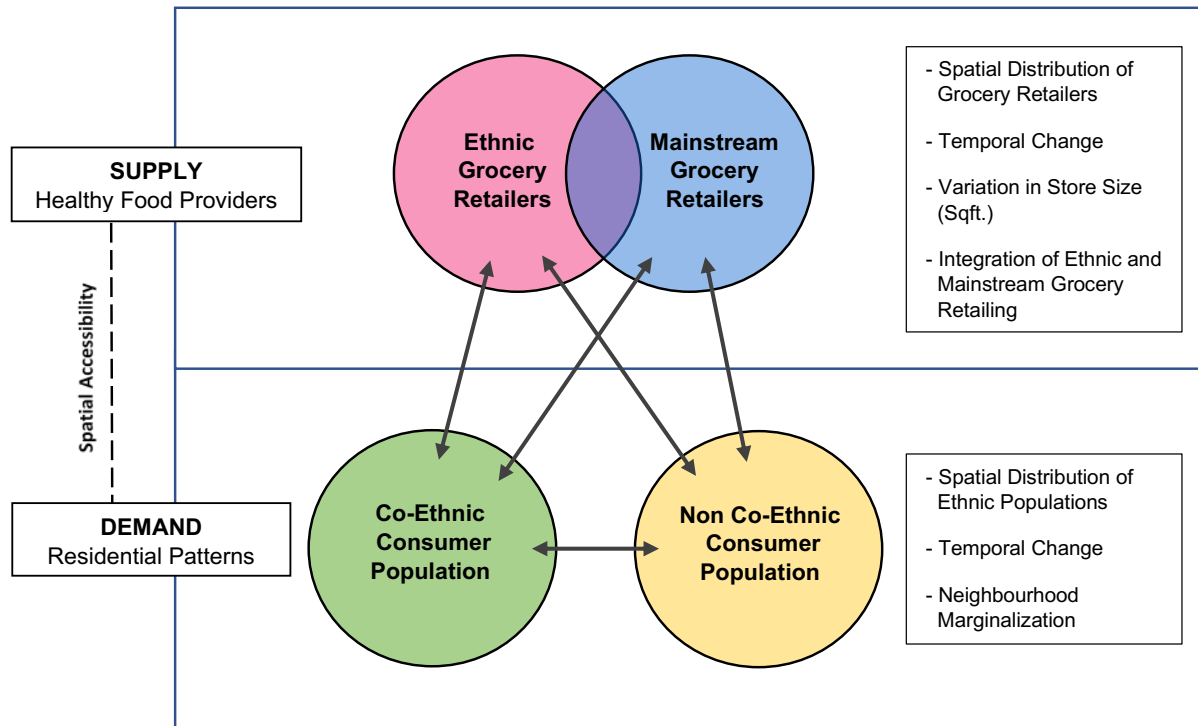 SUPPLY
Healthy Food Providers
Spatial Accessibility
DEMAND
Residential Patterns
Ethnic
Grocery
Retailers
Mainstream
Grocery
Retailers
Co-Ethnic
Consumer
Population
Non Co-Ethnic
Consumer
Population
- Spatial Distribution of
Grocery Retailers
- Temporal Change
- Variation in Store Size
(Sqft.)
- Integration of Ethnic and
Mainstream Grocery
Retailing
- Spatial Distribution of
Ethnic Populations
- Temporal Change
- Neighbourhood
Marginalization